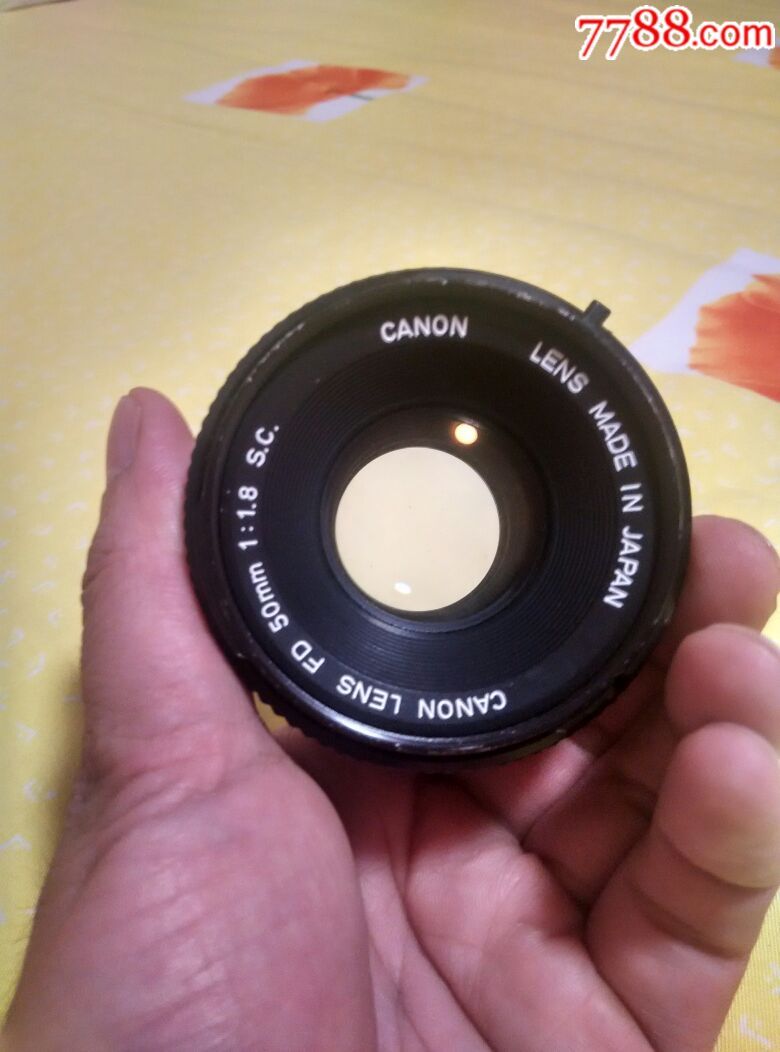 7788.com
CANON LENS MADE IN JAPAN
CANON LENS FD 50mm 1:1.8 S.C.